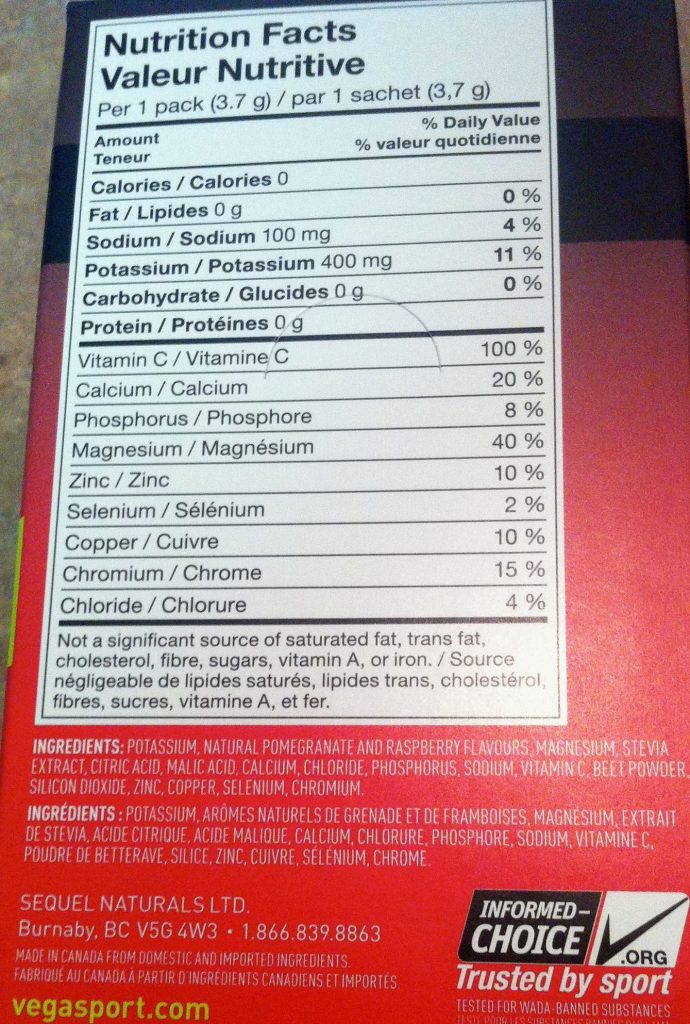 Nutrition Facts
Valeur Nutritive
Per 1 pack (3.7 g) / par 1 sachet (3,7 g)
Amount % Daily Value
Teneur % valeur quotidienne
Calories / Calories 0
Fat / Lipides 0 g 0 %
Sodium / Sodium 100 mg 4 %
Potassium / Potassium 400 mg 11 %
Carbohydrate / Glucides 0 g 0 %
Protein / Protéines 0 g
Vitamin C / Vitamine C 100 %
Calcium / Calcium 20 %
Phosphorus / Phosphore 8 %
Magnesium / Magnésium 40 %
Zinc / Zinc 10 %
Selenium / Sélénium 2 %
Copper / Cuivre 10 %
Chromium / Chrome 15 %
Chloride / Chlorure 4 %
Not a significant source of saturated fat, trans fat,
cholesterol, fibre, sugars, vitamin A, or iron. / Source
négligeable de lipides saturés, lipides trans, cholestérol,
fibres, sucres, vitamine A, et fer.
INGREDIENTS: POTASSIUM, NATURAL POMEGRANATE AND RASPBERRY FLAVOURS, MAGNESIUM, STEVIA
EXTRACT, CITRIC ACID, MALIC ACID, CALCIUM, CHLORIDE, PHOSPHORUS, SODIUM, VITAMIN C, BEET POWDER,
SILICON DIOXIDE, ZINC, COPPER, SELENIUM, CHROMIUM.
INGRÉDIENTS : POTASSIUM, ARÔMES NATURELS DE GRENADE ET DE FRAMBOISES, MAGNÉSIUM, EXTRAIT
DE STEVIA, ACIDE CITRIQUE, ACIDE MALIQUE, CALCIUM, CHLORURE, PHOSPHORE, SODIUM, VITAMINE C,
POUDRE DE BETTERAVE, SILICE, ZINC, CUIVRE, SÉLÉNIUM, CHROME.
SEQUEL NATURALS LTD.
Burnaby, BC V5G 4W3 • 1.866.839.8863
MADE IN CANADA FROM DOMESTIC AND IMPORTED INGREDIENTS.
FABRIQUÉ AU CANADA À PARTIR D'INGRÉDIENTS CANADIENS ET IMPORTÉS
vegasport.com
INFORMED-
CHOICE
.ORG
Trusted by sport
TESTED FOR WADA-BANNED SUBSTANCES